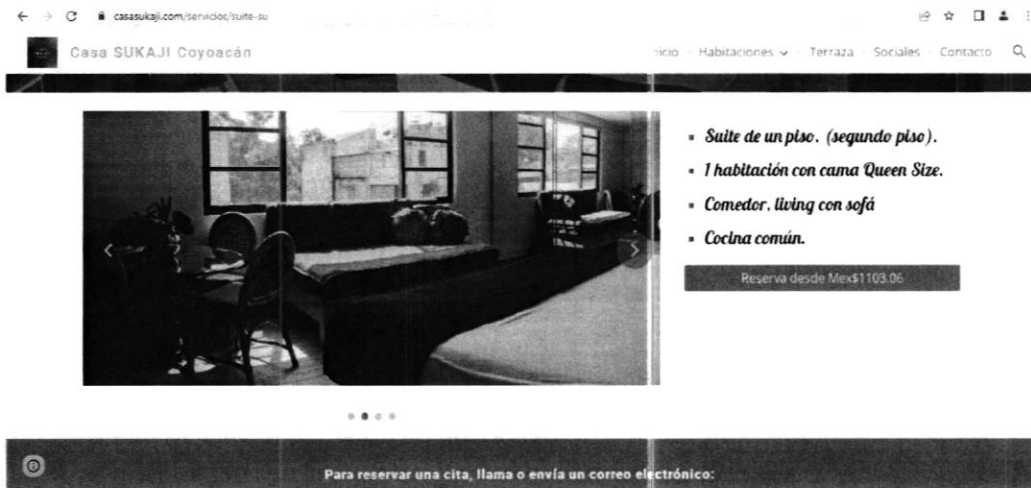 casasukaji.com/servicios/suite-su
Casa SUKAJI Coyoacán
nicio Habitaciones Terraza Sociales Contacto
Suite de un piso. (segundo piso).
1 habitación con cama Queen Size.
Comedor, living con sofá
Cocina común.
Reserva desde Mex$1103.06
Para reservar una cita, llama o envía un correo electrónico: